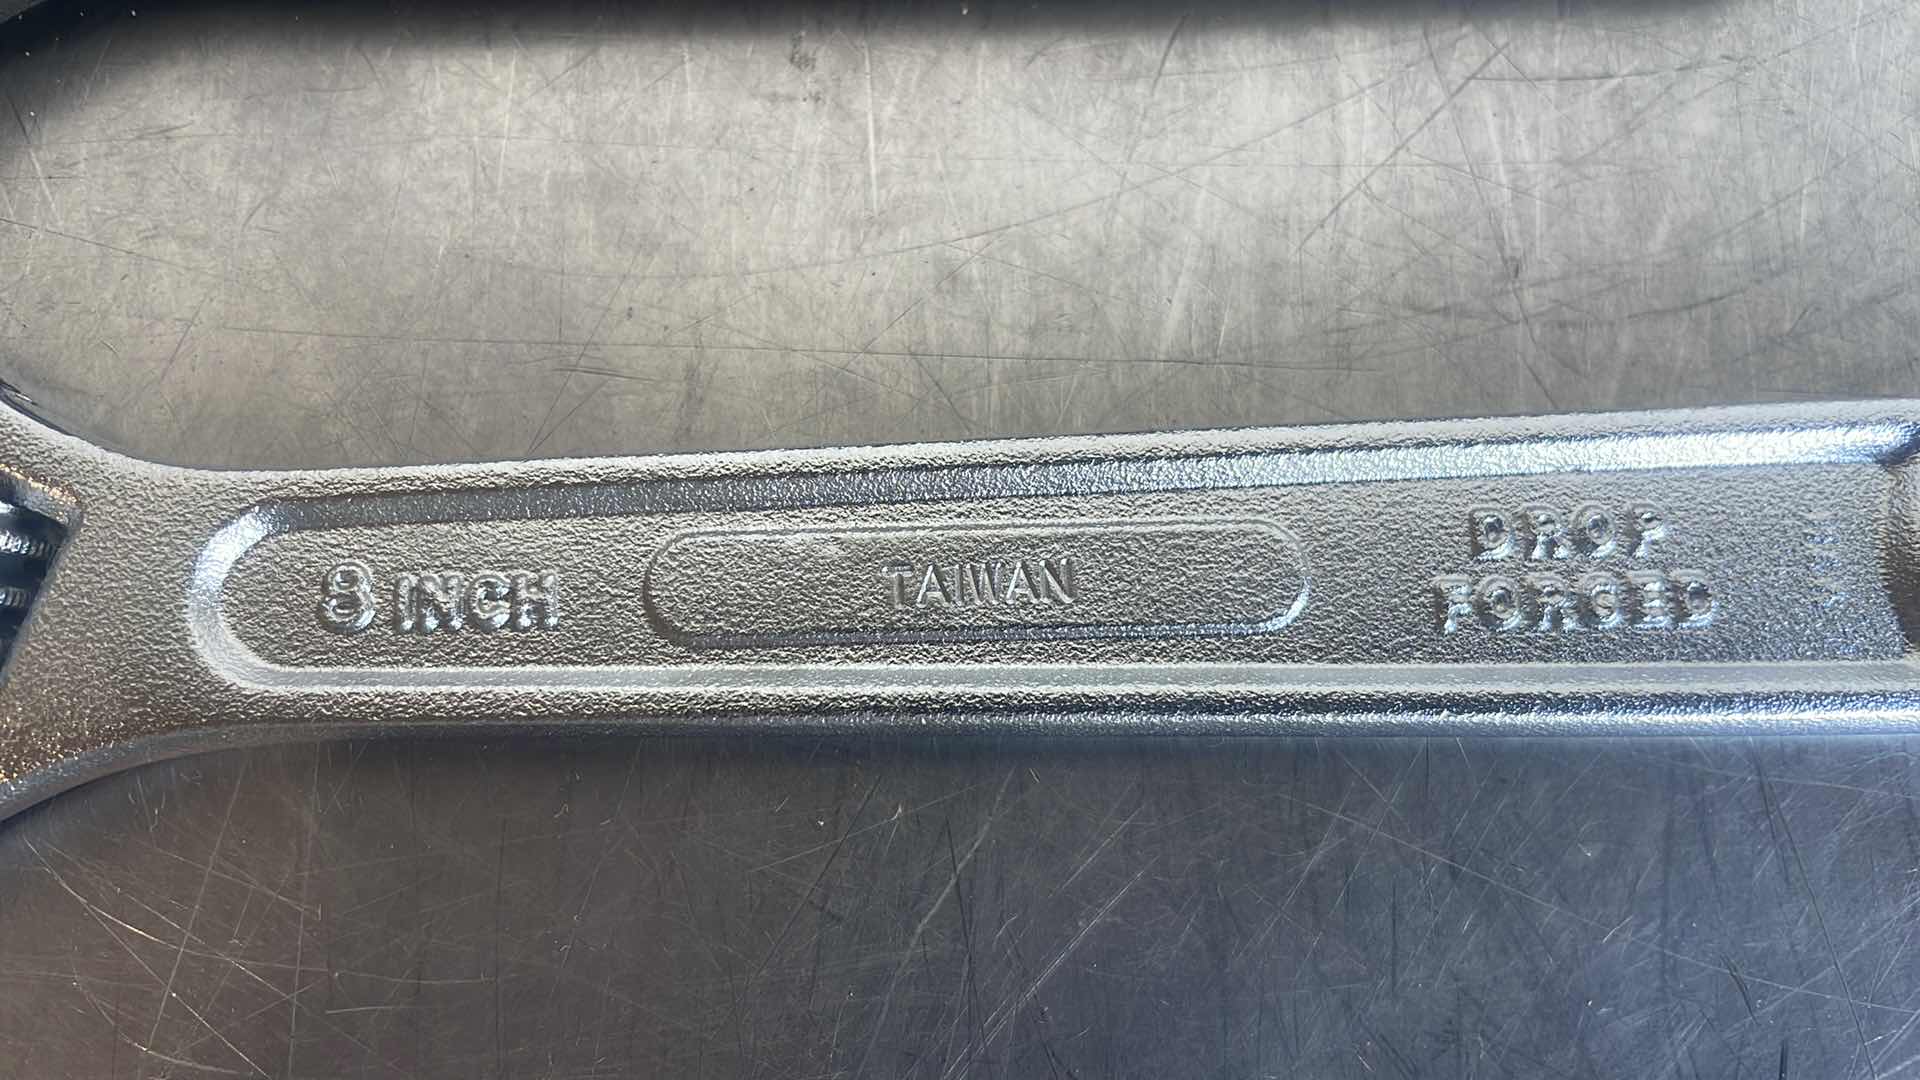 8 INCH
TAIWAN
DROP
FORGED